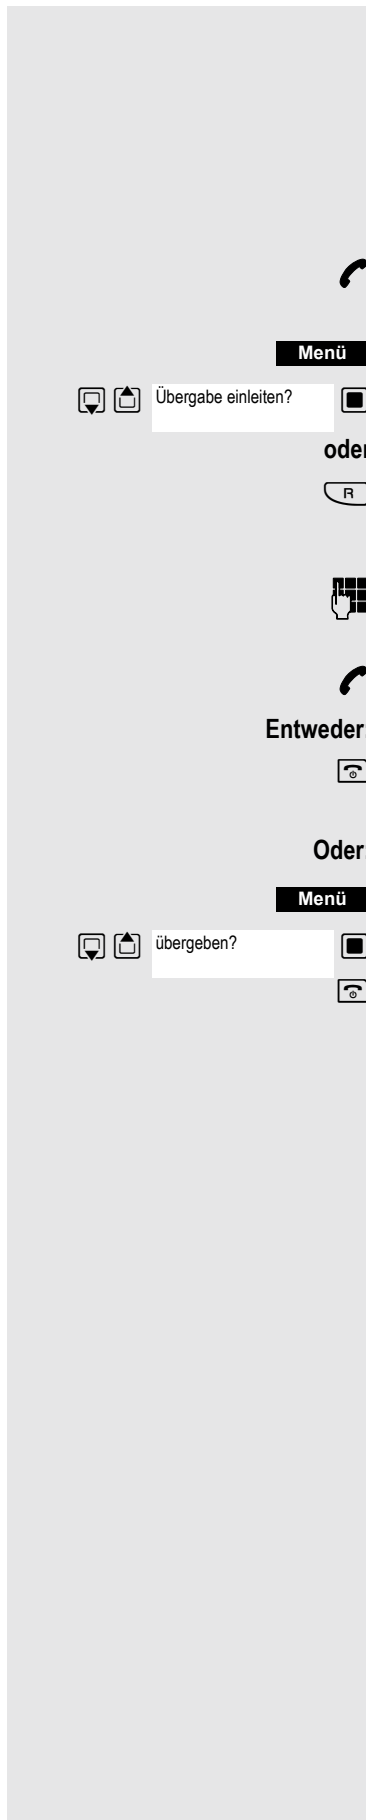 Menü
Übergabe einleiten?
oder
R
Entweder:
Oder:
Menü
übergeben?